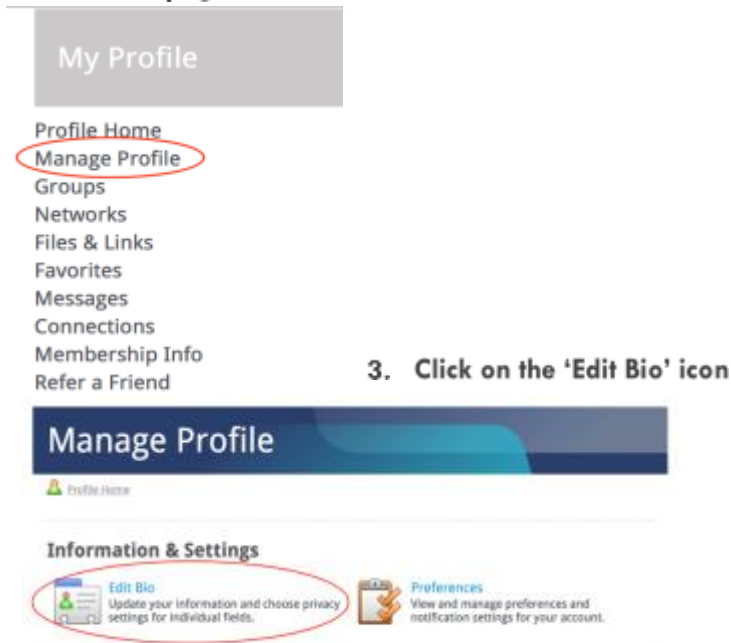 My Profile
Profile Home
Manage Profile
Groups
Networks
Files & Links
Favorites
Messages
Connections
Membership Info
Refer a Friend
3. Click on the ‘Edit Bio’ icon
Manage Profile
Profile Home
Information & Settings
Edit Bio
Update your information and choose privacy
settings for individual fields.
Preferences
View and manage preferences and
notification settings for your account.